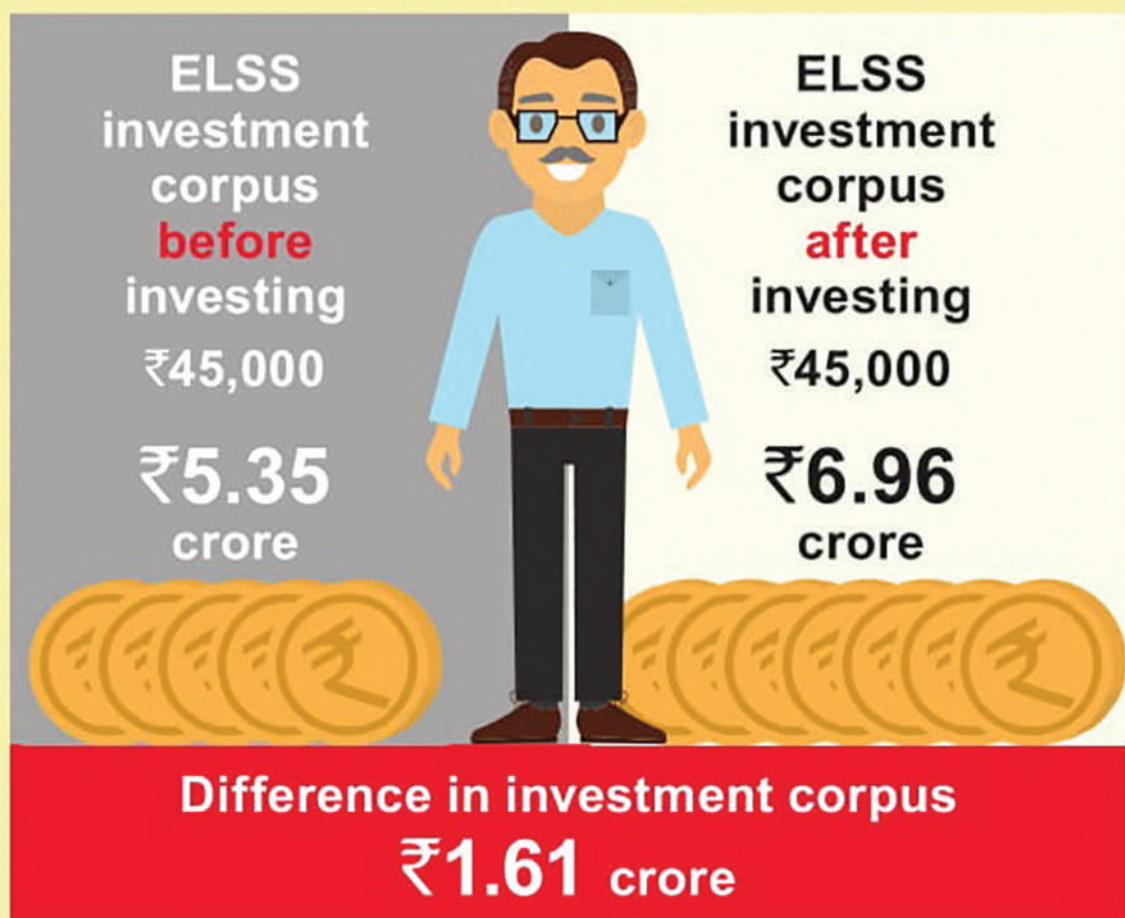 ELSS
investment
corpus
before
investing
₹45,000
₹5.35
crore
ELSS
investment
corpus
after
investing
₹45,000
₹6.96
crore
Difference in investment corpus
₹1.61 crore